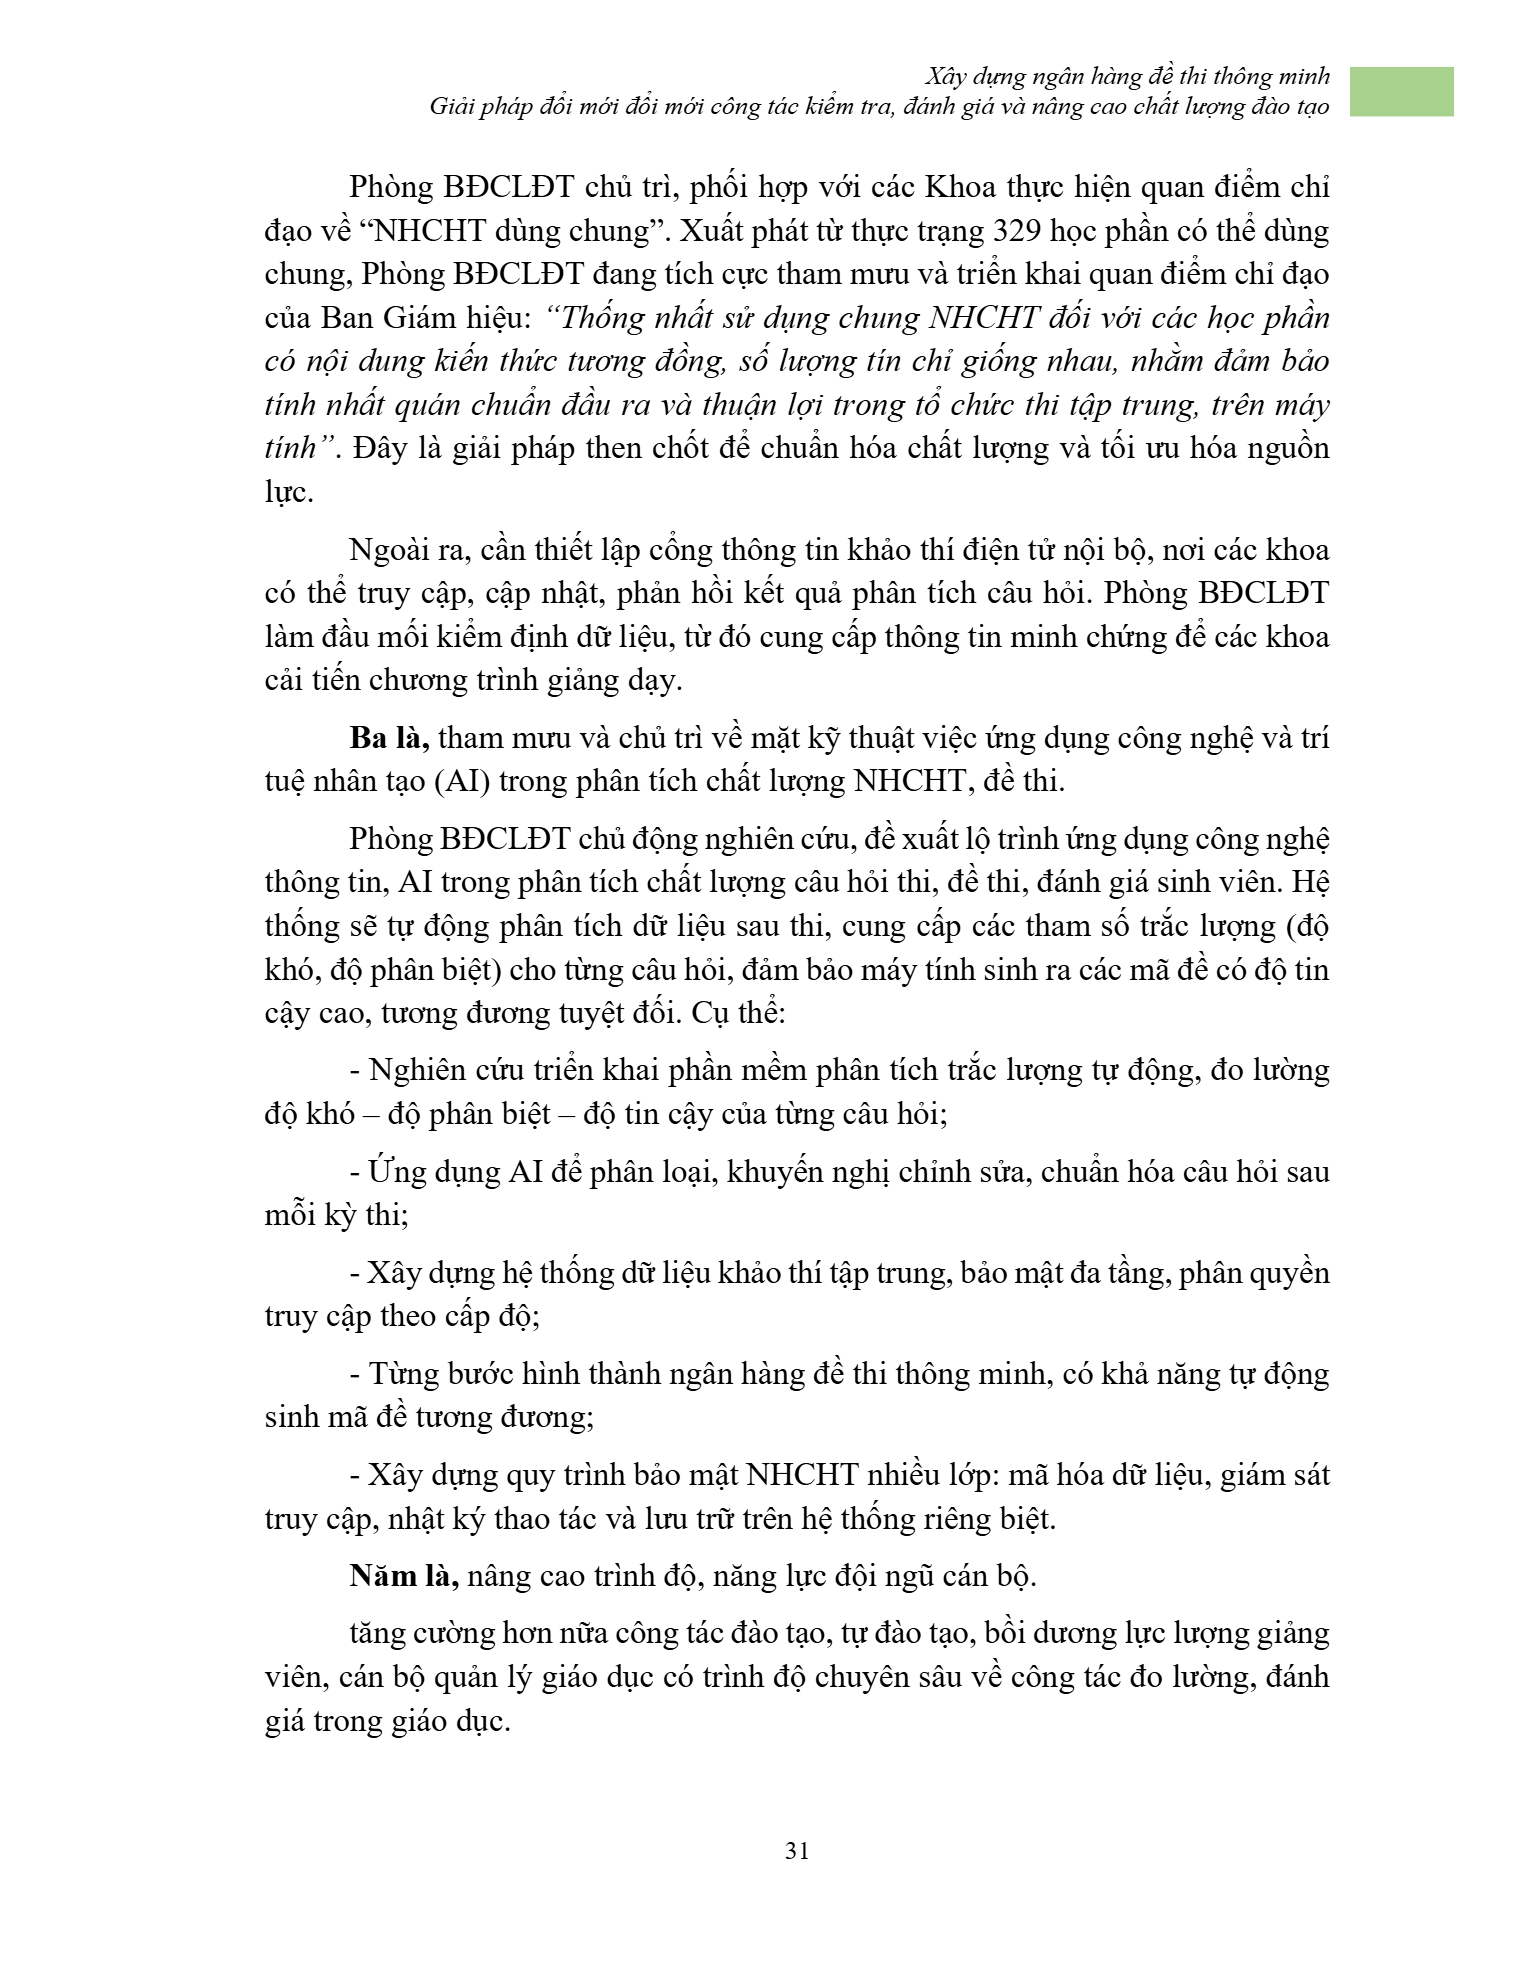 Xây dựng ngân hàng đề thi thông minh
Giải pháp đổi mới đổi mới công tác kiểm tra, đánh giá và nâng cao chất lượng đào tạo
Phòng BĐCLĐT chủ trì, phối hợp với các Khoa thực hiện quan điểm chỉ
đạo về “NHCHT dùng chung”. Xuất phát từ thực trạng 329 học phần có thể dùng
chung, Phòng BĐCLĐT đang tích cực tham mưu và triển khai quan điểm chỉ đạo
của Ban Giám hiệu: “Thống nhất sử dụng chung NHCHT đối với các học phần
có nội dung kiến thức tương đồng, số lượng tín chỉ giống nhau, nhằm đảm bảo
tính nhất quán chuẩn đầu ra và thuận lợi trong tổ chức thi tập trung, trên máy
tính”. Đây là giải pháp then chốt để chuẩn hóa chất lượng và tối ưu hóa nguồn
lực.
Ngoài ra, cần thiết lập cổng thông tin khảo thí điện tử nội bộ, nơi các khoa
có thể truy cập, cập nhật, phản hồi kết quả phân tích câu hỏi. Phòng BĐCLĐT
làm đầu mối kiểm định dữ liệu, từ đó cung cấp thông tin minh chứng để các khoa
cải tiến chương trình giảng dạy.
Ba là, tham mưu và chủ trì về mặt kỹ thuật việc ứng dụng công nghệ và trí
tuệ nhân tạo (AI) trong phân tích chất lượng NHCHT, đề thi.
Phòng BĐCLĐT chủ động nghiên cứu, đề xuất lộ trình ứng dụng công nghệ
thông tin, AI trong phân tích chất lượng câu hỏi thi, đề thi, đánh giá sinh viên. Hệ
thống sẽ tự động phân tích dữ liệu sau thi, cung cấp các tham số trắc lượng (độ
khó, độ phân biệt) cho từng câu hỏi, đảm bảo máy tính sinh ra các mã đề có độ tin
cậy cao, tương đương tuyệt đối. Cụ thể:
- Nghiên cứu triển khai phần mềm phân tích trắc lượng tự động, đo lường
độ khó – độ phân biệt – độ tin cậy của từng câu hỏi;
- Ứng dụng AI để phân loại, khuyến nghị chỉnh sửa, chuẩn hóa câu hỏi sau
mỗi kỳ thi;
- Xây dựng hệ thống dữ liệu khảo thí tập trung, bảo mật đa tầng, phân quyền
truy cập theo cấp độ;
- Từng bước hình thành ngân hàng đề thi thông minh, có khả năng tự động
sinh mã đề tương đương;
- Xây dựng quy trình bảo mật NHCHT nhiều lớp: mã hóa dữ liệu, giám sát
truy cập, nhật ký thao tác và lưu trữ trên hệ thống riêng biệt.
Năm là, nâng cao trình độ, năng lực đội ngũ cán bộ.
tăng cường hơn nữa công tác đào tạo, tự đào tạo, bồi dương lực lượng giảng
viên, cán bộ quản lý giáo dục có trình độ chuyên sâu về công tác đo lường, đánh
giá trong giáo dục.
31